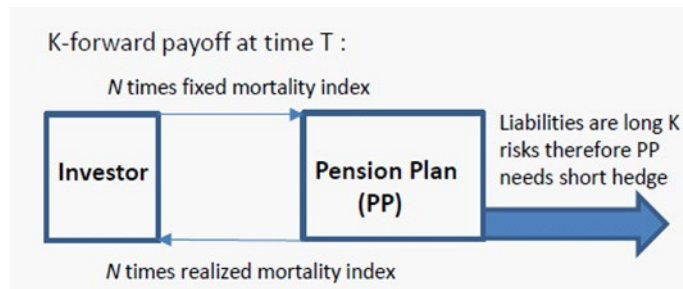 K-forward payoff at time T :
N times fixed mortality index
Investor
Pension Plan
(PP)
Liabilities are long K
risks therefore PP
needs short hedge
N times realized mortality index